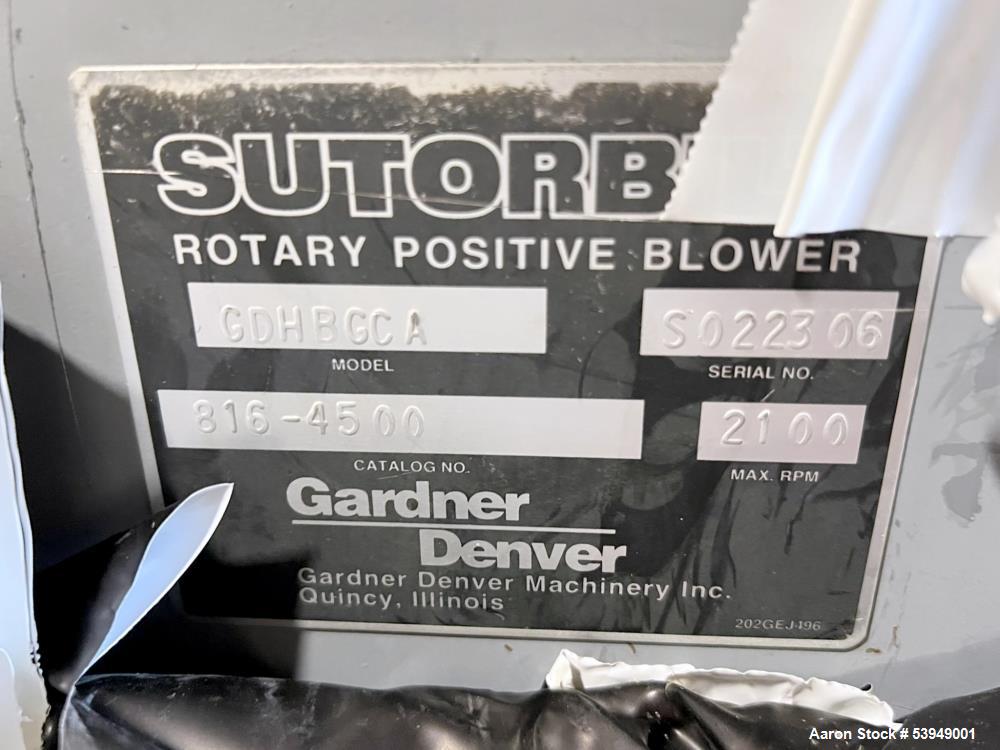 SUTORB
ROTARY POSITIVE BLOWER
GDHBGCA S022306
MODEL SERIAL NO.
816-4500 2100
CATALOG NO. MAX. RPM
Gardner
Denver
Gardner Denver Machinery Inc.
Quincy, Illinois
202GEJ496
Aaron Stock # 53949001